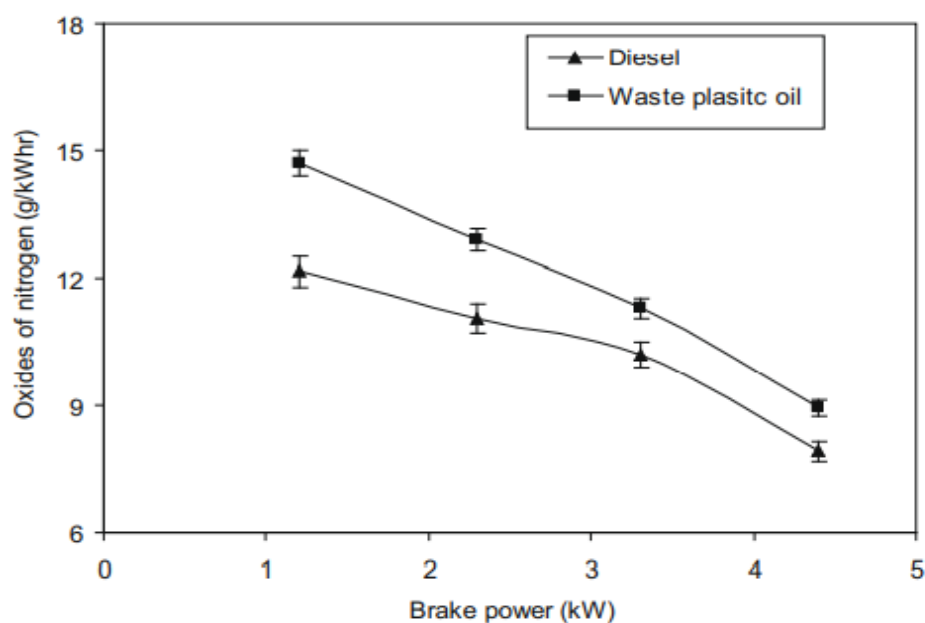 18
15
12
9
6
Oxides of nitrogen (g/kWhr)
Diesel
Waste plasitc oil
0 1 2 3 4 5
Brake power (kW)